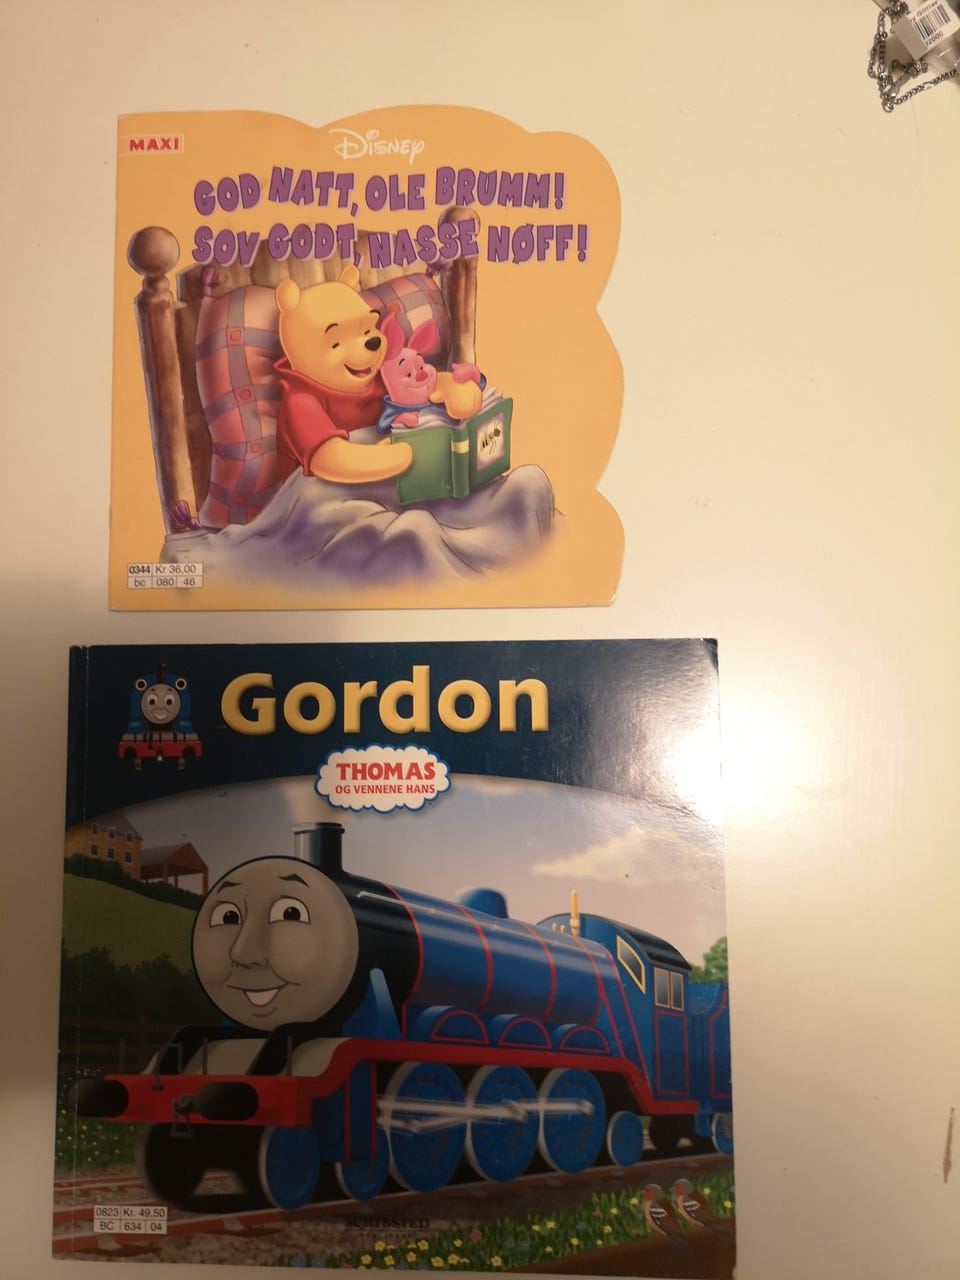 MAXI
DISNEY
GOD NATT, OLE BRUMM!
SOV GODT, NASSE NØFF!
0344 Kr 36,00
bc 080 46
Gordon
THOMAS
OG VENNENE HANS
0823 Kr. 49.50
BC 634 04
SCHIBSTED